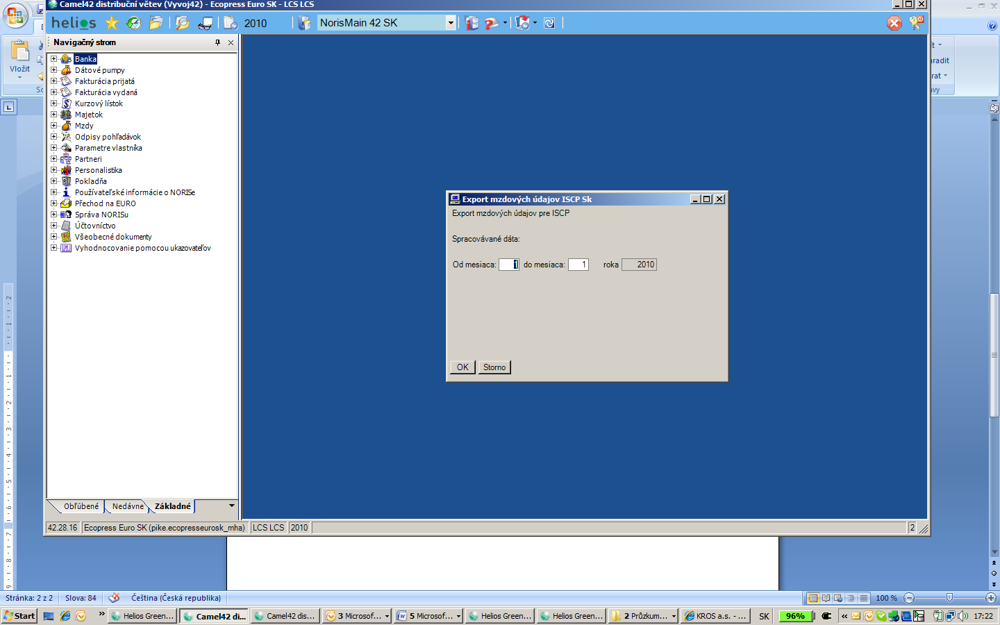 Camel42 distribuční větev (Vyvoj42) - Ecopress Euro SK - LCS LCS
helios
2010
NorisMain 42 SK
Navigačný strom
Vložit
Banka
Dátové pumpy
Fakturácia prijatá
Fakturácia vydaná
Kurzový lístok
Majetok
Mzdy
Odpisy pohľadávok
Parametre vlastníka
Partneri
Personalistika
Pokladňa
Používateľské informácie o NORISe
Přechod na EURO
Správa NORISu
Účtovníctvo
Všeobecné dokumenty
Vyhodnocovanie pomocou ukazovateľov
Export mzdových údajov ISCP Sk
Export mzdových údajov pre ISCP
Spracovávané dáta:
Od mesiaca: 1 do mesiaca: 1 roka 2010
OK Storno
Obľúbené Nedávne Základné
42.28.16 Ecopress Euro SK (pike.ecopresseurosk_mha) LCS LCS 2010 2
Stránka: 2 z 2 Slova: 84 Čeština (Česká republika) 100 %
Start » Helios Green... Camel42 di... Camel42 dis... 3 Microsof... 5 Microsof... Helios Green... Helios Green... 2 Průzkum... KROS a.s. - ... SK 96% « 17:22